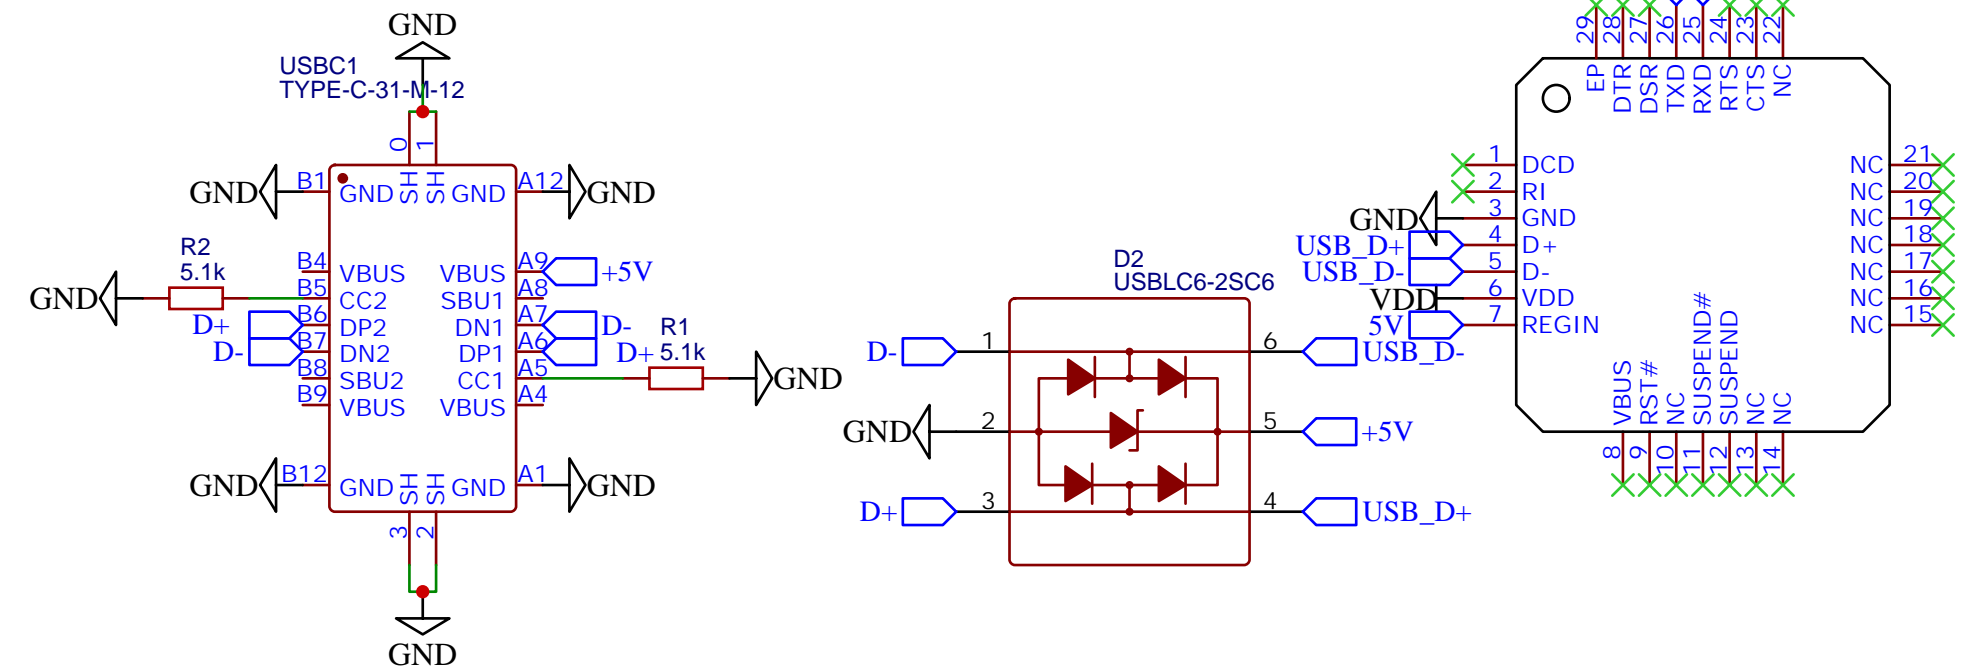 GND
USBC1
TYPE-C-31-M-12
0
1
GND
B1
GND
SH
SH
GND
A12
GND
R2
5.1k
B4
VBUS
VBUS
A9
+5V
GND
B5
CC2
SBU1
A8
D+
B6
DP2
DN1
A7
D-
D-
B7
DN2
DP1
A6
D+
R1
5.1k
B8
SBU2
CC1
A5
GND
B9
VBUS
VBUS
A4
GND
B12
GND
SH
SH
GND
A1
GND
3
2
GND
D2
USBLC6-2SC6
D-
1
6
USB_D-
GND
2
5
+5V
D+
3
4
USB_D+
29
28
27
26
25
24
23
22
EP
DTR
DSR
TXD
RXD
RTS
CTS
NC
1
DCD
2
RI
GND
3
GND
USB_D+
4
D+
USB_D-
5
D-
VDD
6
VDD
5V
7
REGIN
NC
21
NC
20
NC
19
NC
18
NC
17
NC
16
NC
15
VBUS
RST#
NC
SUSPEND#
SUSPEND
NC
NC
8
9
10
11
12
13
14